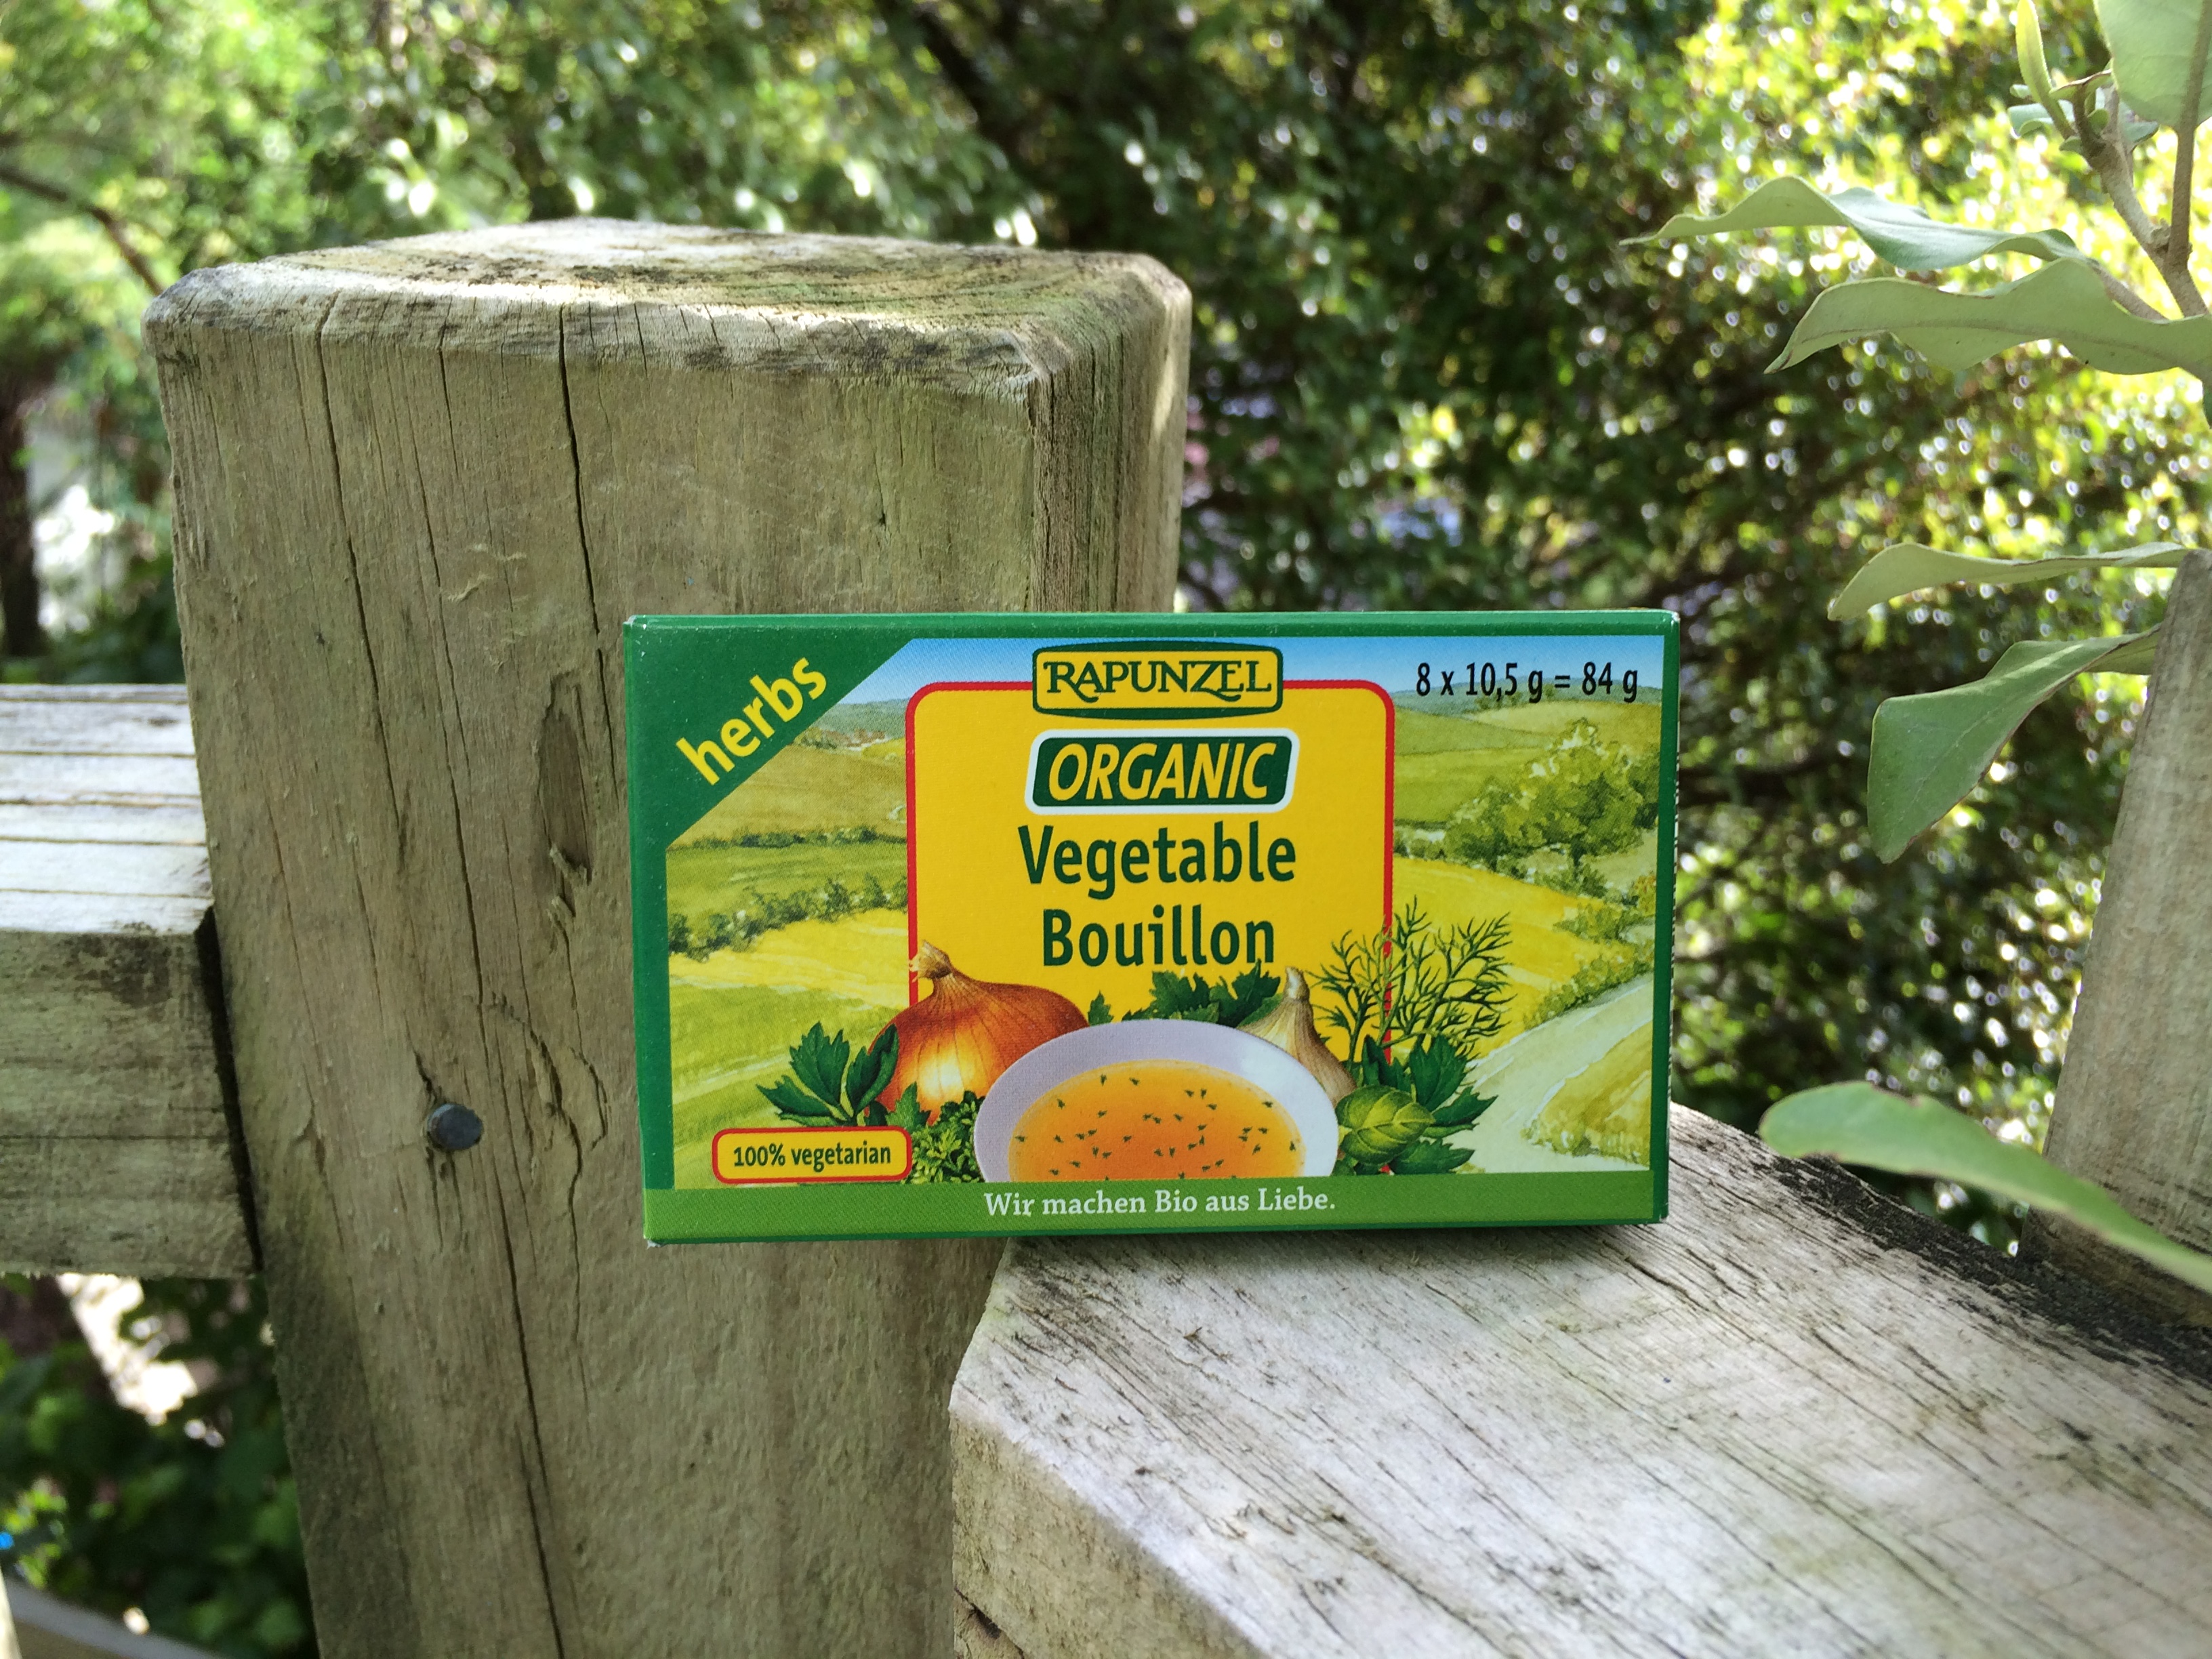 herbs
RAPUNZEL
8 x 10,5 g = 84 g
ORGANIC
Vegetable
Bouillon
100% vegetarian
Wir machen Bio aus Liebe.